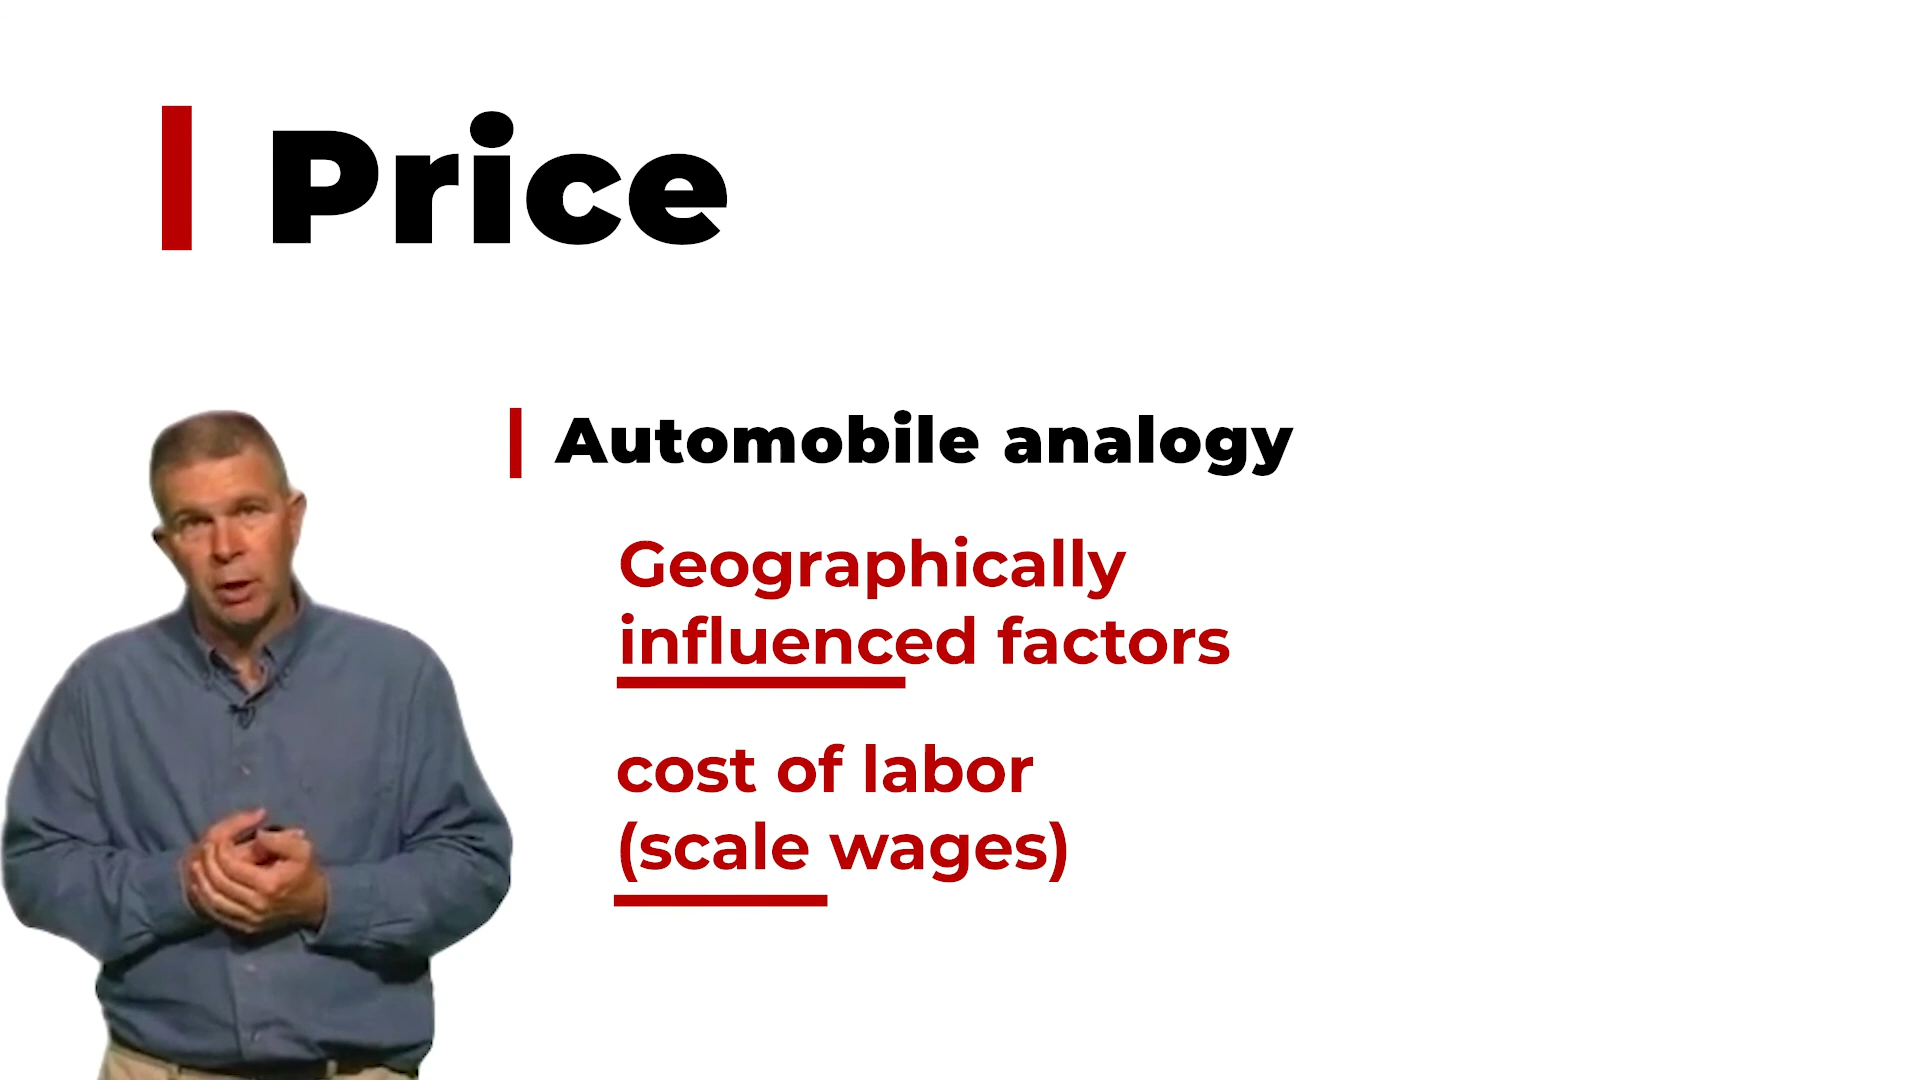 Price
Automobile analogy
Geographically
influenced factors
cost of labor
(scale wages)